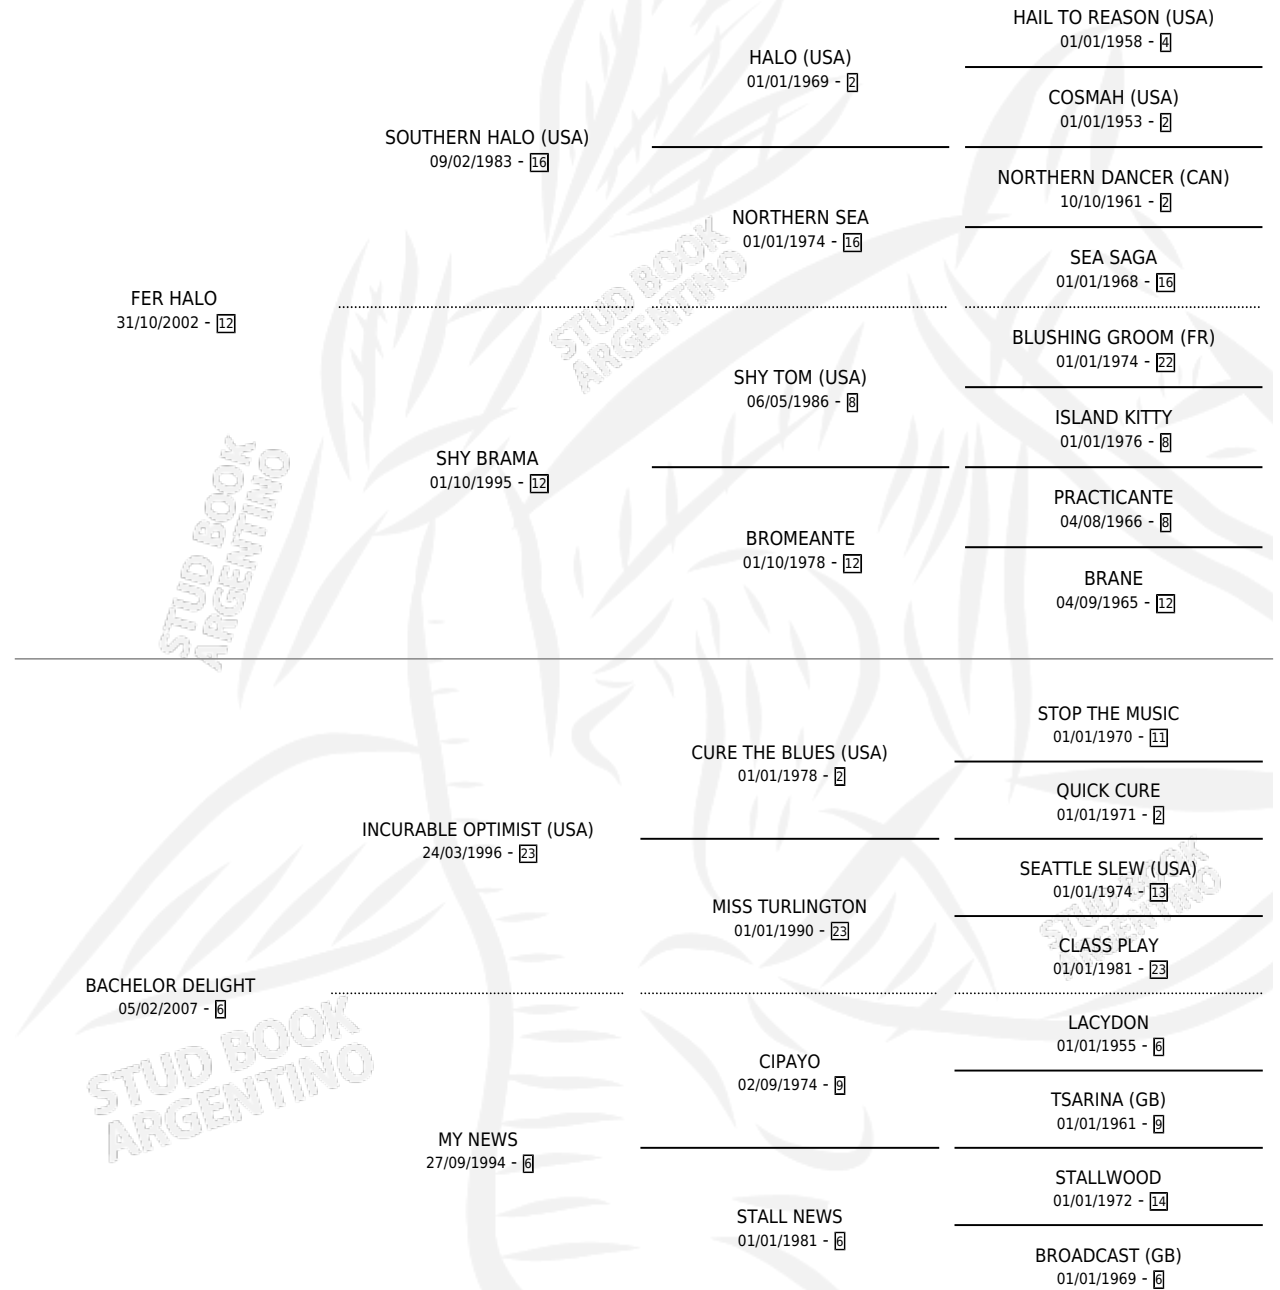 HAIL TO REASON (USA)
01/01/1958 - 4
HALO (USA)
01/01/1969 - 2
COSMAH (USA)
01/01/1953 - 2
SOUTHERN HALO (USA)
09/02/1983 - 16
NORTHERN DANCER (CAN)
10/10/1961 - 2
NORTHERN SEA
01/01/1974 - 16
SEA SAGA
01/01/1968 - 16
STUD BOOK
ARGENTINO
FER HALO
31/10/2002 - 12
BLUSHING GROOM (FR)
01/01/1974 - 22
SHY TOM (USA)
06/05/1986 - 8
ISLAND KITTY
01/01/1976 - 8
SHY BRAMA
01/10/1995 - 12
PRACTICANTE
04/08/1966 - 8
BROMEANTE
01/10/1978 - 12
BRANE
04/09/1965 - 12
STUD BOOK
ARGENTINO
STOP THE MUSIC
01/01/1970 - 11
CURE THE BLUES (USA)
01/01/1978 - 2
QUICK CURE
01/01/1971 - 2
INCURABLE OPTIMIST (USA)
24/03/1996 - 23
SEATTLE SLEW (USA)
01/01/1974 - 13
MISS TURLINGTON
01/01/1990 - 23
STUD BOOK
ARGENTINO
CLASS PLAY
01/01/1981 - 23
BACHELOR DELIGHT
05/02/2007 - 6
LACYDON
01/01/1955 - 6
CIPAYO
02/09/1974 - 9
TSARINA (GB)
01/01/1961 - 9
STUD BOOK
ARGENTINO
MY NEWS
27/09/1994 - 6
STALLWOOD
01/01/1972 - 14
STALL NEWS
01/01/1981 - 6
BROADCAST (GB)
01/01/1969 - 6